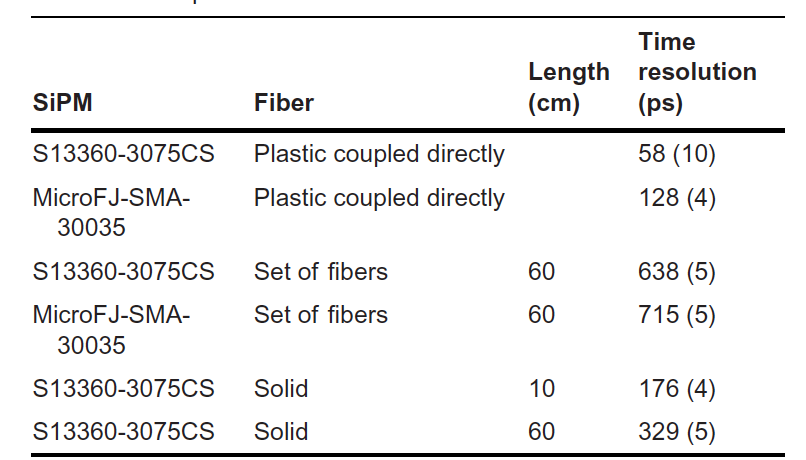 Time
Length resolution
SiPM Fiber (cm) (ps)
S13360-3075CS Plastic coupled directly 58 (10)
MicroFJ-SMA- Plastic coupled directly 128 (4)
30035
S13360-3075CS Set of fibers 60 638 (5)
MicroFJ-SMA- Set of fibers 60 715 (5)
30035
S13360-3075CS Solid 10 176 (4)
S13360-3075CS Solid 60 329 (5)